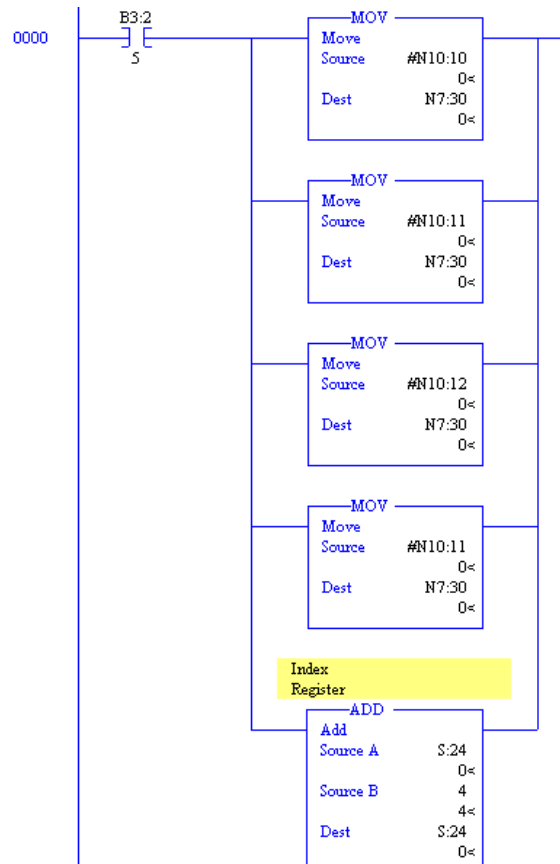 B3:2
0000
5
MOV
Move
Source #N10:10
0<
Dest N7:30
0<
MOV
Move
Source #N10:11
0<
Dest N7:30
0<
MOV
Move
Source #N10:12
0<
Dest N7:30
0<
MOV
Move
Source #N10:11
0<
Dest N7:30
0<
Index
Register
ADD
Add
Source A S:24
0<
Source B 4
4<
Dest S:24
0<